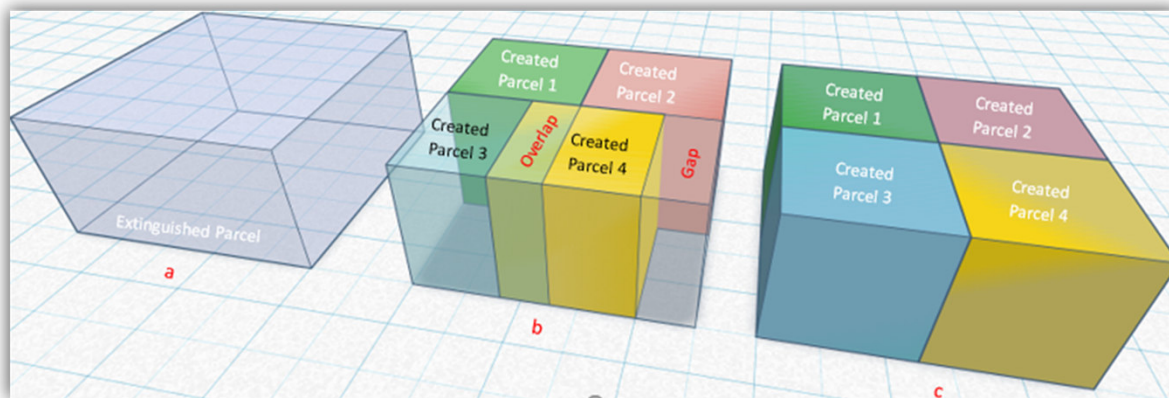 Extinguished Parcel
a
Created
Parcel 1
Created
Parcel 2
Created
Parcel 3
Overlap
Created
Parcel 4
Gap
b
Created
Parcel 1
Created
Parcel 2
Created
Parcel 3
Created
Parcel 4
c